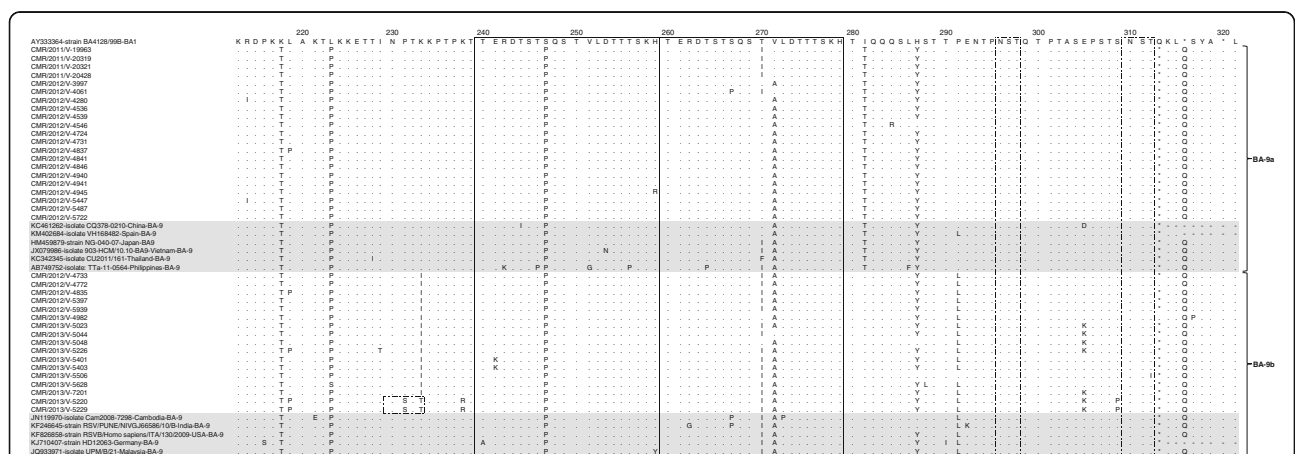 220 230 240 250 260 270 280 290 300 310 320
AY333364-strain BA4128/99B-BA1 K R D P K K L A K T L K K E T T I N P T K K P T K T T E R D T S T S Q S T V L D T T T S K H T E R D T S T S Q S T V L D T T T S K H T I Q Q Q S L H S T T P E N T P N S T Q T P T A S E P S T S N S T Q K L * S Y A * L
CMR/2011/V-19963 T P P I T Y * Q
CMR/2011/V-20319 T P P I T Y * Q
CMR/2011/V-20321 T P P I T Y * Q
CMR/2011/V-20428 T P P I T Y * Q
CMR/2012/V-3997 T P P A T Y * Q
CMR/2012/V-4061 T P P P I T Y * Q
CMR/2012/V-4280 I T P P A T Y * Q
CMR/2012/V-4536 T P P A T Y * Q
CMR/2012/V-4539 T P P A T Y * Q
CMR/2012/V-4546 T P P A T R * Q
CMR/2012/V-4724 T P P A T Y * Q
CMR/2012/V-4731 T P P A T Y * Q
CMR/2012/V-4837 T P P P A T Y * Q
CMR/2012/V-4841 T P P A T Y * Q
CMR/2012/V-4846 T P P A T Y * Q
CMR/2012/V-4940 T P P A T Y * Q
CMR/2012/V-4941 T P P A T Y * Q
CMR/2012/V-4945 T P P R A T Y * Q
CMR/2012/V-5447 I T P P A T Y * Q
CMR/2012/V-5487 T P P A T Y * Q
CMR/2012/V-5722 T P P A T Y * Q
KC461262-isolate CQ378-0210-China-BA-9 T P I P A T Y D - - - - - - - - -
KM402684-isolate VH168482-Spain-BA-9 T P P A T Y L - - - - - - - - -
HM459879-strain NG-040-07-Japan-BA9 T P P I A T Y * Q
JX079986-isolate 903-HCM/10.10-BA9-Vietnam-BA-9 T P P N I A T Y * Q
KC342345-isolate CU2011/161-Thailand-BA-9 T I P P F A T Y * Q
AB749752-isolate: TTa-11-0564-Philippines-BA-9 T P K P P G P P I A T F Y * Q
BA-9a
CMR/2012/V-4733 T P I P I A Y L * Q
CMR/2012/V-4772 T P I P I A Y L * Q
CMR/2012/V-4835 T P P I P I A Y L * Q
CMR/2012/V-5397 T P I P I A Y L * Q
CMR/2012/V-5939 T P I P I A Y L * Q
CMR/2013/V-4982 T P I P A Y L * Q P
CMR/2013/V-5023 T P I P I A Y L K * Q
CMR/2013/V-5044 T P I P I Y L K * Q
CMR/2013/V-5048 T P I P A Y L K * Q
CMR/2013/V-5226 T P P T I P I A Y L K * Q
CMR/2013/V-5401 T P I K P I A Y L * Q
CMR/2013/V-5403 T P I K P I A Y L * Q
CMR/2013/V-5506 T P I P I A Y L I * Q
CMR/2013/V-5628 T S I P I A Y L L * Q
CMR/2013/V-7201 T P I P I A Y L K * Q
CMR/2013/V-5220 T P P S T R P I A Y L K S * Q
CMR/2013/V-5229 T P P S T R P I A Y L K S * Q
JN119970-isolate Cam2008-7298-Cambodia-BA-9 T E P P P I A P Y L * Q
KF246645-strain RSV/PUNE/NIVGJ66586/10/B-India-BA-9 T P P G P I A Y L K * Q
KF826858-strain RSVB/Homo sapiens/ITA/130/2009-USA-BA-9 T P P I A Y L * Q
KJ710407-strain HD12063-Germany-BA-9 S T P A P I A Y I L - - - - - - - - -
JQ933971-isolate UPM/B/21-Malaysia-BA-9 T P P Y I A Y L * Q
BA-9b